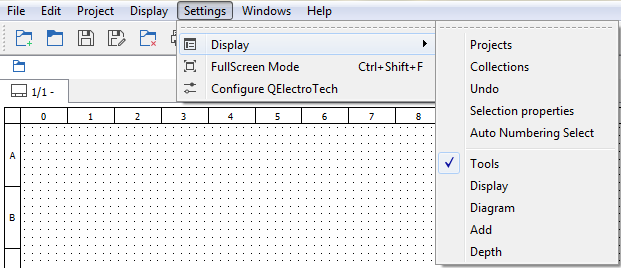 File Edit Project Display Settings Windows Help
Display
FullScreen Mode Ctrl+Shift+F
Configure QElectroTech
Projects
Collections
Undo
Selection properties
Auto Numbering Select
Tools
Display
Diagram
Add
Depth
1/1 -
0 1 2 3 4 5 6 7 8
A
B